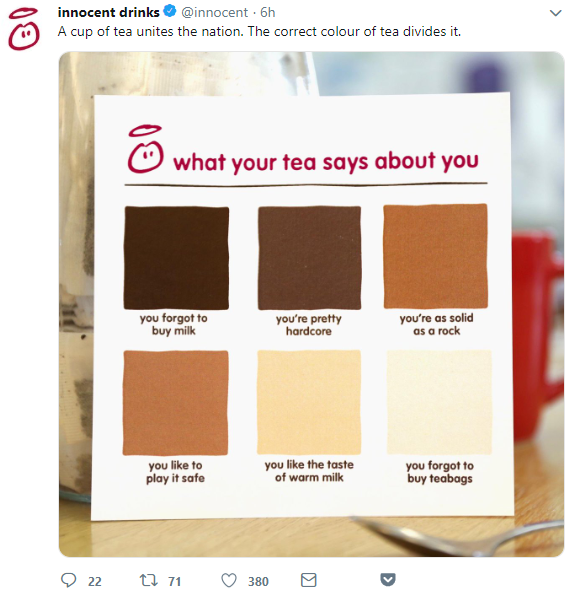 innocent drinks @innocent · 6h
A cup of tea unites the nation. The correct colour of tea divides it.
what your tea says about you
you forgot to
buy milk
you're pretty
hardcore
you're as solid
as a rock
you like to
play it safe
you like the taste
of warm milk
you forgot to
buy teabags
22 71 380